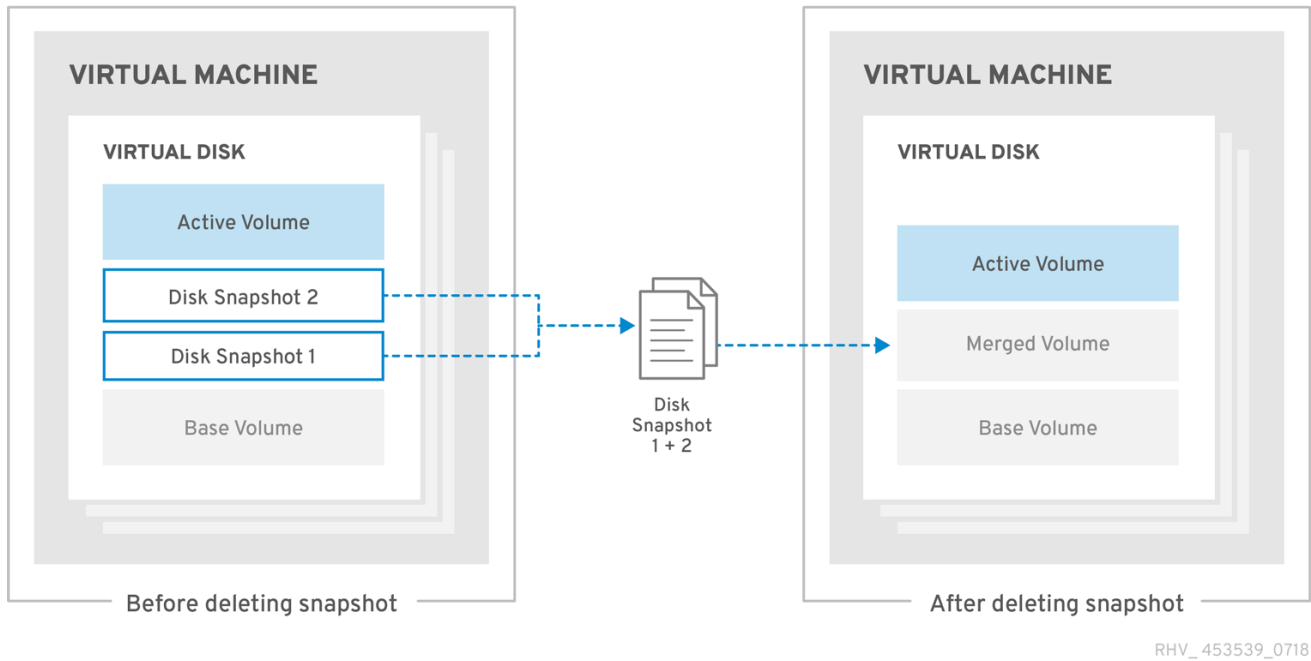 VIRTUAL MACHINE
VIRTUAL DISK
Active Volume
Disk Snapshot 2
Disk Snapshot 1
Base Volume
Before deleting snapshot
Disk
Snapshot
1 + 2
VIRTUAL MACHINE
VIRTUAL DISK
Active Volume
Merged Volume
Base Volume
After deleting snapshot
RHV_453539_0718